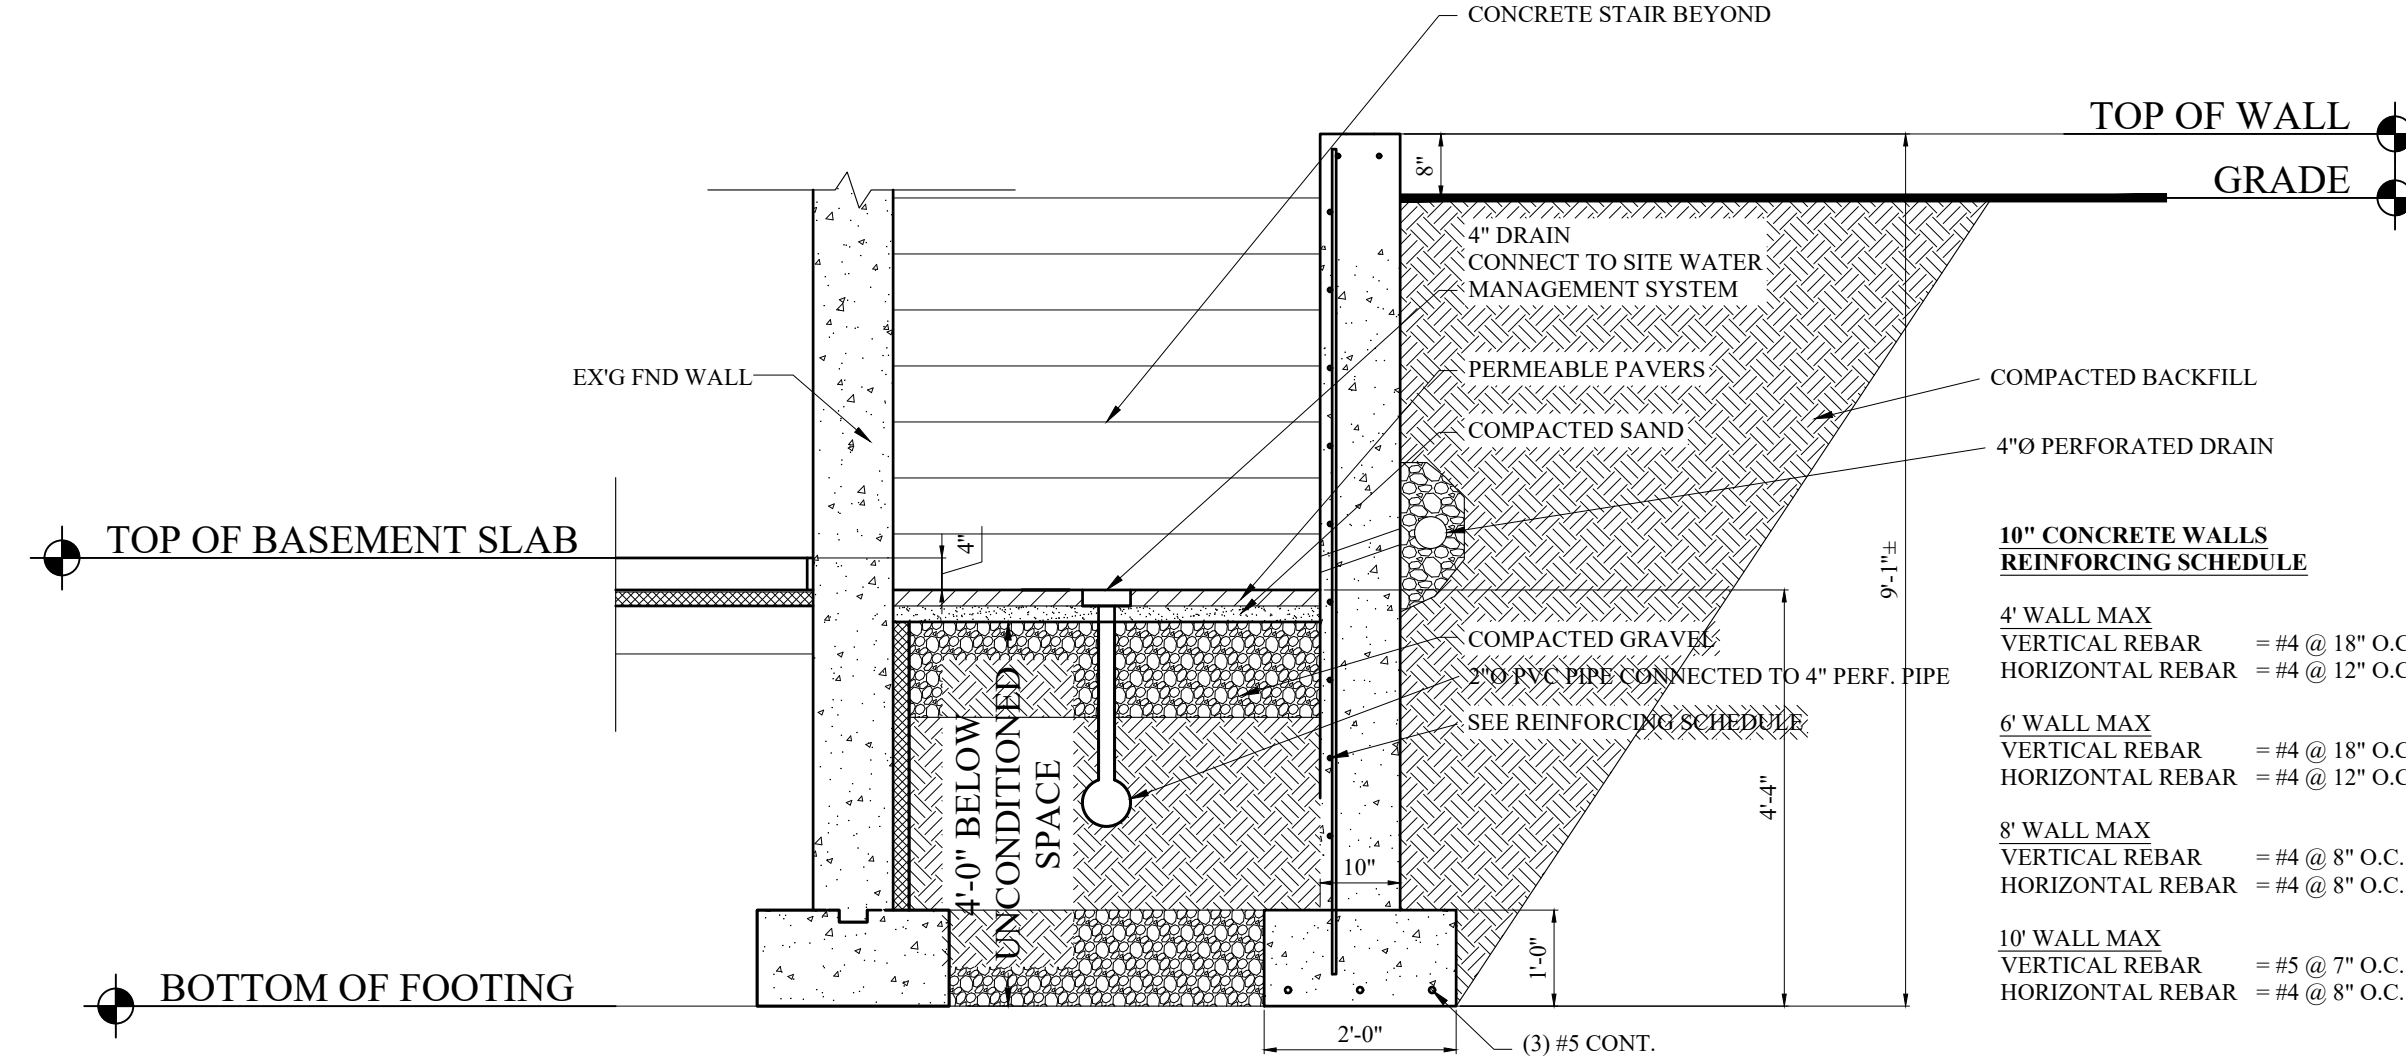 CONCRETE STAIR BEYOND
TOP OF WALL
8"
GRADE
4" DRAIN
CONNECT TO SITE WATER
MANAGEMENT SYSTEM
EX'G FND WALL
PERMEABLE PAVERS
COMPACTED BACKFILL
COMPACTED SAND
4"Ø PERFORATED DRAIN
TOP OF BASEMENT SLAB
4"
9'-1"±
10" CONCRETE WALLS
REINFORCING SCHEDULE
4' WALL MAX
VERTICAL REBAR = #4 @ 18" O.C
HORIZONTAL REBAR = #4 @ 12" O.C
6' WALL MAX
VERTICAL REBAR = #4 @ 18" O.C
HORIZONTAL REBAR = #4 @ 12" O.C
8' WALL MAX
VERTICAL REBAR = #4 @ 8" O.C.
HORIZONTAL REBAR = #4 @ 8" O.C.
10' WALL MAX
VERTICAL REBAR = #5 @ 7" O.C.
HORIZONTAL REBAR = #4 @ 8" O.C.
COMPACTED GRAVEL
2"Ø PVC PIPE CONNECTED TO 4" PERF. PIPE
SEE REINFORCING SCHEDULE
4'-0" BELOW
UNCONDITIONED
SPACE
4'-4"
10"
1'-0"
BOTTOM OF FOOTING
2'-0"
(3) #5 CONT.